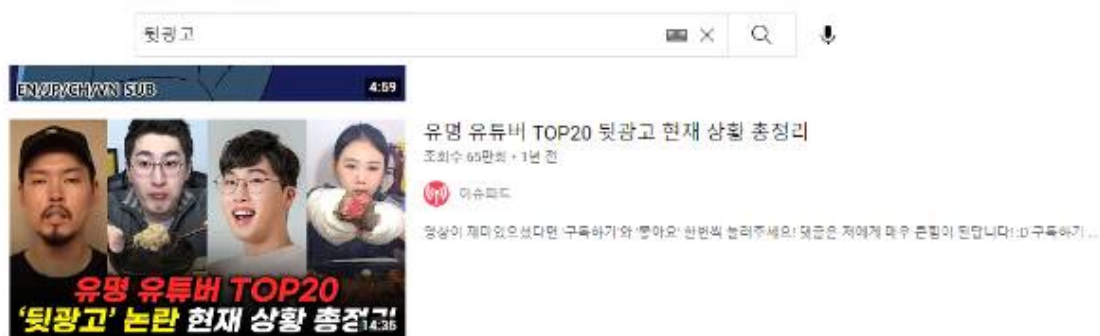 뒷광고
EN/JP/CH/VN SUB
4:59
유명 유튜버 TOP20
'뒷광고' 논란 현재 상황 총정리
14:35
유명 유튜버 TOP20 뒷광고 현재 상황 총정리
조회수 65만회 • 1년 전
이슈피드
영상이 재미있으셨다면 '구독하기'와 '좋아요' 한번씩 눌러주세요! 댓글은 저에게 매우 큰힘이 된답니다! :D 구독하기 ...